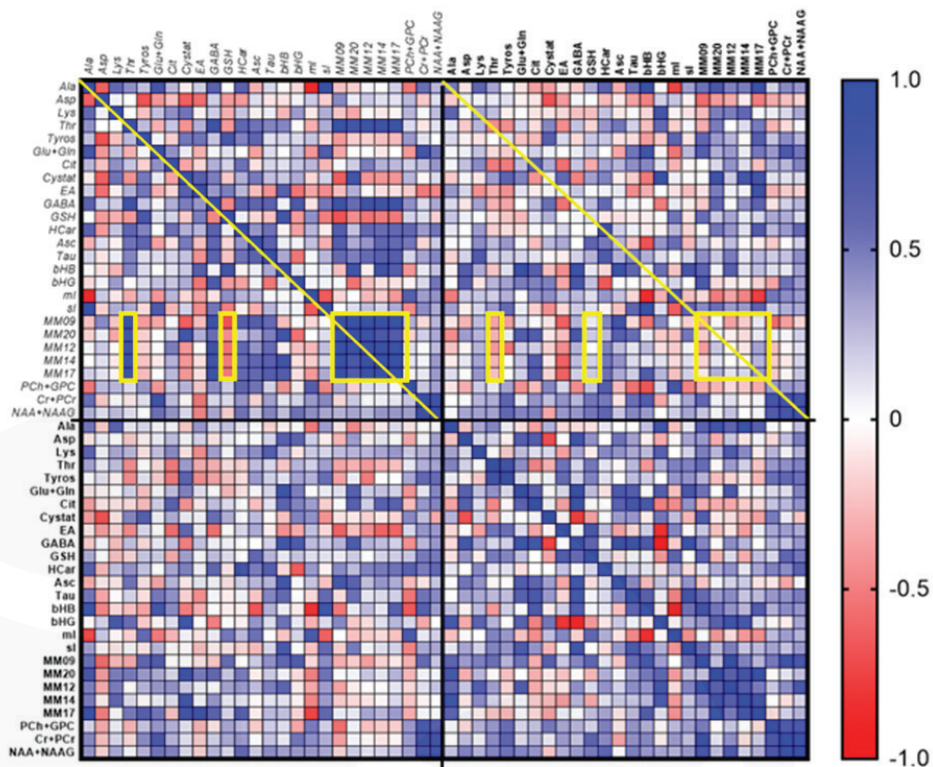 Ala Asp Lys Thr Tyros Glu+Gln Cit Cystat EA GABA GSH HCar Asc Tau bHB bHG mI sI MM09 MM20 MM12 MM14 MM17 PCh+GPC Cr+PCr NAA+NAAG Ala Asp Lys Thr Tyros Glu+Gln Cit Cystat EA GABA GSH HCar Asc Tau bHB bHG mI sI MM09 MM20 MM12 MM14 MM17 PCh+GPC Cr+PCr NAA+NAAG
Ala
Asp
Lys
Thr
Tyros
Glu+Gln
Cit
Cystat
EA
GABA
GSH
HCar
Asc
Tau
bHB
bHG
mI
sI
MM09
MM20
MM12
MM14
MM17
PCh+GPC
Cr+PCr
NAA+NAAG
Ala
Asp
Lys
Thr
Tyros
Glu+Gln
Cit
Cystat
EA
GABA
GSH
HCar
Asc
Tau
bHB
bHG
mI
sI
MM09
MM20
MM12
MM14
MM17
PCh+GPC
Cr+PCr
NAA+NAAG
1.0
0.5
0
-0.5
-1.0